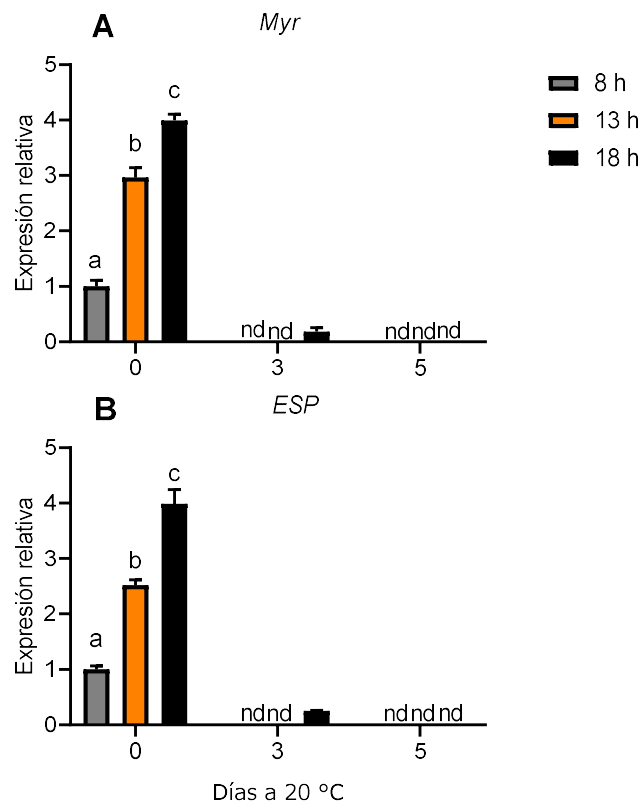 A
Myr
8 h
13 h
18 h
Expresión relativa
5
4
3
2
1
0
a
b
c
nd nd
nd nd nd
0 3 5
B
ESP
Expresión relativa
5
4
3
2
1
0
a
b
c
nd nd
nd nd nd
0 3 5
Días a 20 °C